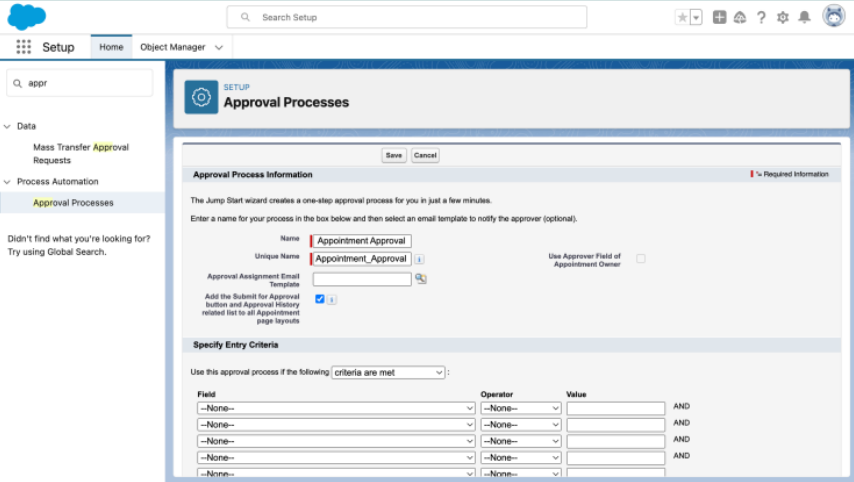 Search Setup
Setup
Home
Object Manager
appr
Data
Mass Transfer Approval
Requests
Process Automation
Approval Processes
Didn't find what you're looking for?
Try using Global Search.
SETUP
Approval Processes
Save Cancel
Approval Process Information
= Required Information
The Jump Start wizard creates a one-step approval process for you in just a few minutes.
Enter a name for your process in the box below and then select an email template to notify the approver (optional).
Name Appointment Approval
Unique Name Appointment_Approval i
Use Approver Field of
Appointment Owner
Approval Assignment Email
Template
Add the Submit for Approval
button and Approval History
related list to all Appointment
page layouts
i
Specify Entry Criteria
Use this approval process if the following criteria are met :
Field Operator Value
--None-- --None-- AND
--None-- --None-- AND
--None-- --None-- AND
--None-- --None-- AND
--None-- --None--